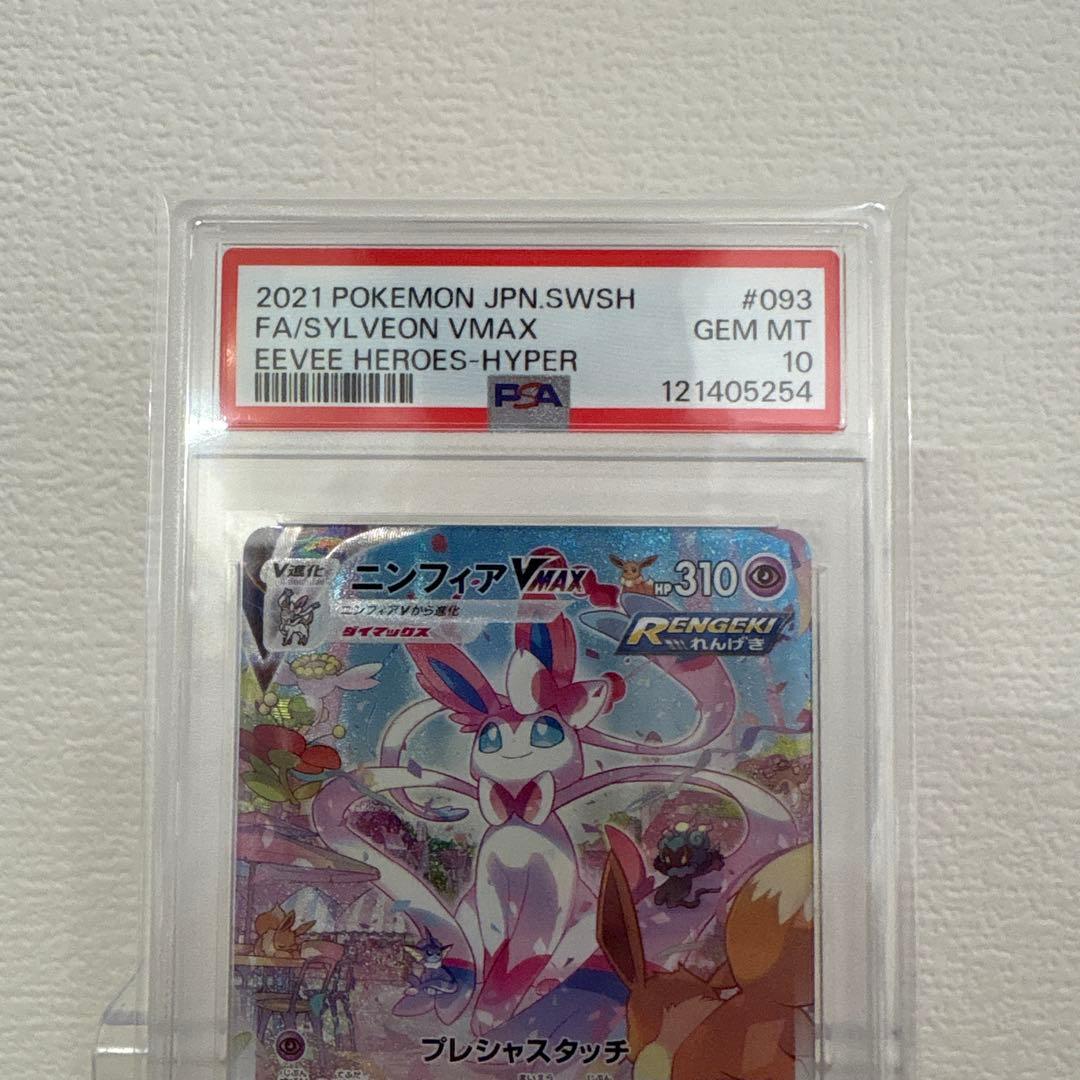 2021 POKEMON JPN.SWSH #093
FA/SYLVEON VMAX GEM MT
EEVEE HEROES-HYPER 10
PSA 121405254
V進化 ニンフィアVMAX HP310
ニンフィアVから進化
ダイマックス
RENGEKI
れんげき
プレシャスタッチ